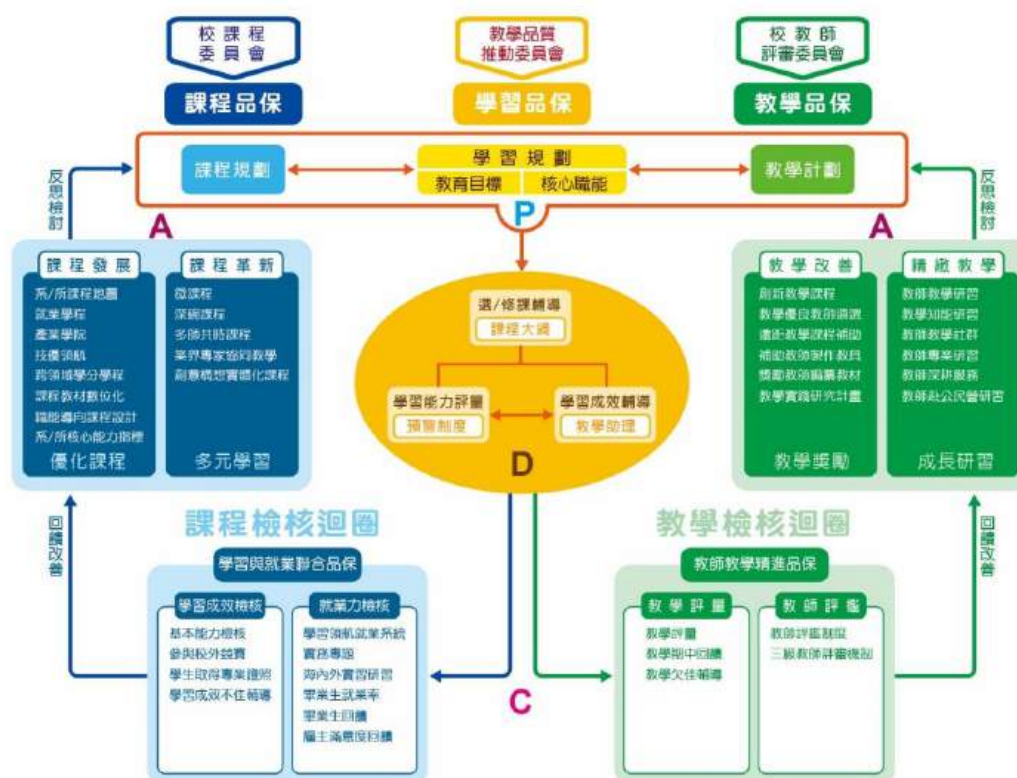 校課程
委員會
課程品保
教學品質
推動委員會
學習品保
校教師
評審委員會
教學品保
課程規劃
學習規劃
教育目標
核心職能
教學計劃
P
反思檢討
A
A
反思檢討
課程發展
系/所課程地圖
就業學程
產業學院
技優領航
跨領域學分學程
課程教材數位化
職能導向課程設計
系/所核心能力指標
優化課程
課程革新
微課程
深碗課程
多師共時課程
業界專家協同教學
創意構想實體化課程
多元學習
選/修課輔導
課程大綱
學習能力評量
預警制度
學習成效輔導
教學助理
D
教學改善
創新教學課程
教學優良教師遴選
遠距教學課程補助
補助教師製作教具
獎勵教師編纂教材
教學實踐研究計畫
教學獎勵
精緻教學
教師教學研習
教學知能研習
教師教學社群
教師專業研習
教師深耕服務
教師赴公民營研習
成長研習
回饋改善
課程檢核迴圈
學習與就業聯合品保
學習成效檢核
基本能力檢核
參與校外競賽
學生取得專業證照
學習成效不佳輔導
就業力檢核
學習領航就業系統
實務專題
海內外實習研習
畢業生就業率
畢業生回饋
雇主滿意度回饋
C
教學檢核迴圈
教師教學精進品保
教學評量
教學評量
教學期中回饋
教學欠佳輔導
教師評鑑
教師評鑑制度
三級教師評審機制
回饋改善